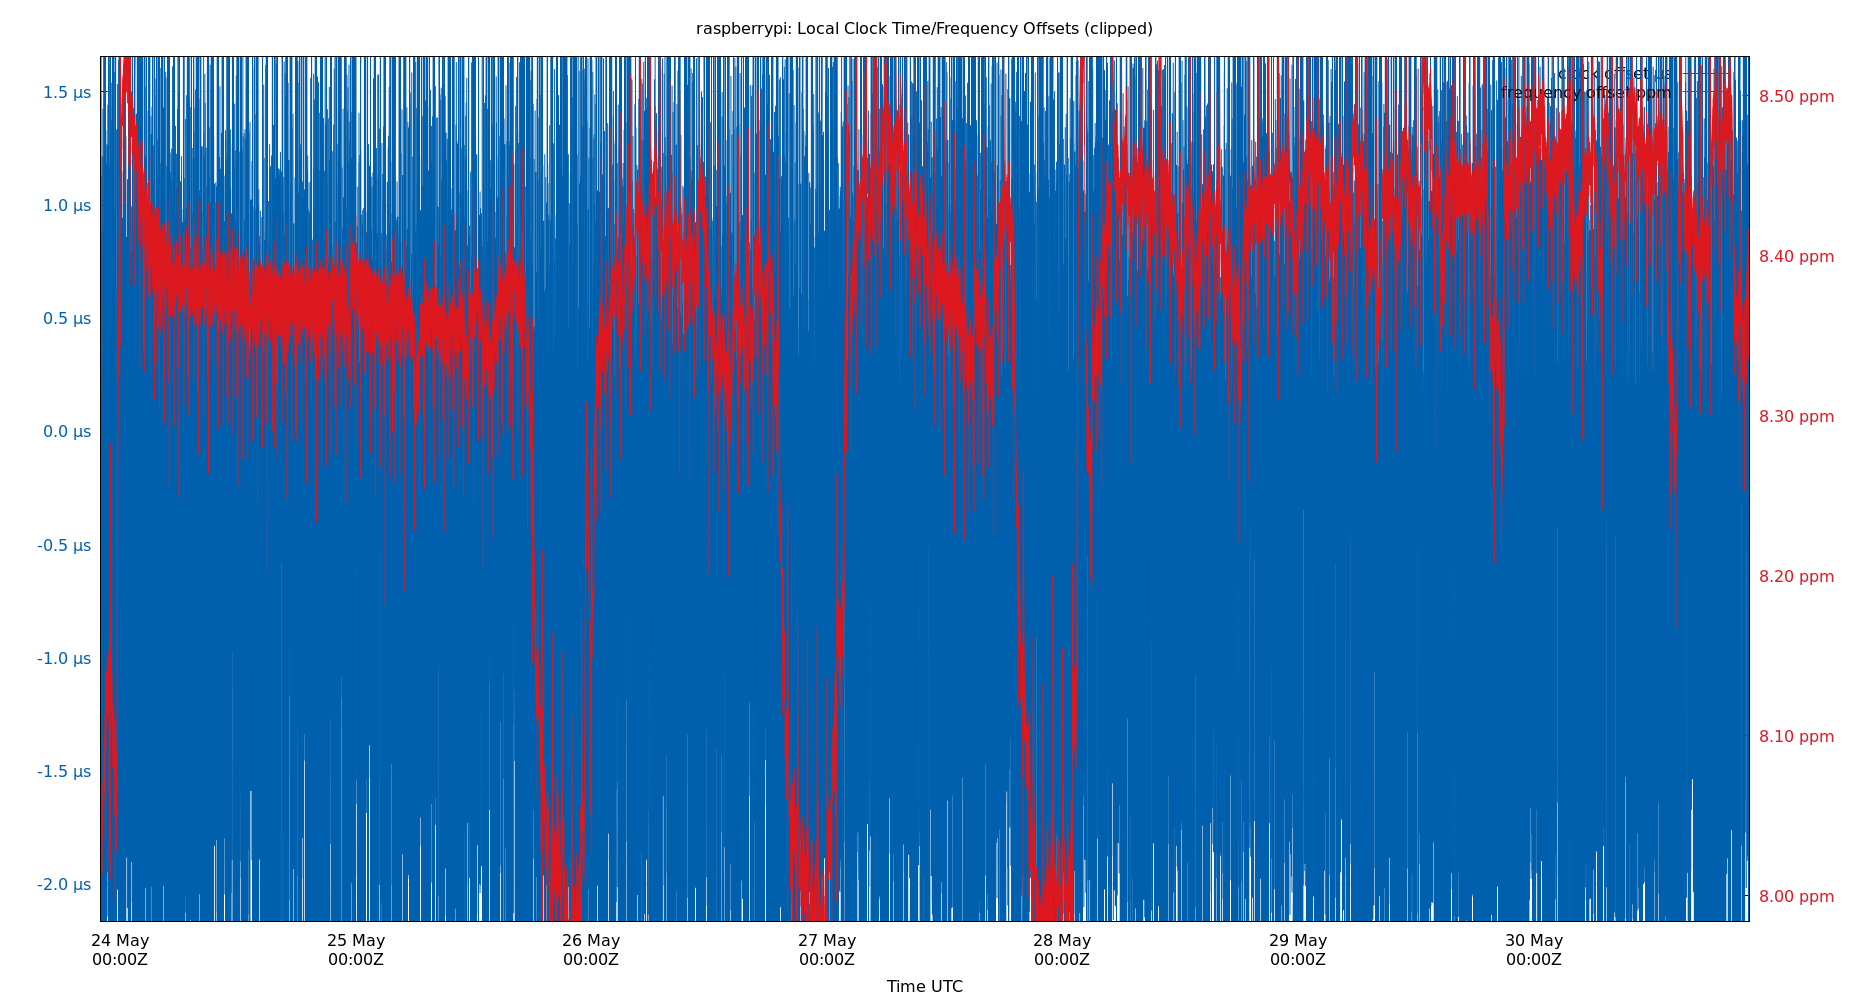 raspberrypi: Local Clock Time/Frequency Offsets (clipped)
clock offset µs
frequency offset ppm
1.5 µs
1.0 µs
0.5 µs
0.0 µs
-0.5 µs
-1.0 µs
-1.5 µs
-2.0 µs
8.50 ppm
8.40 ppm
8.30 ppm
8.20 ppm
8.10 ppm
8.00 ppm
24 May
00:00Z
25 May
00:00Z
26 May
00:00Z
27 May
00:00Z
28 May
00:00Z
29 May
00:00Z
30 May
00:00Z
Time UTC